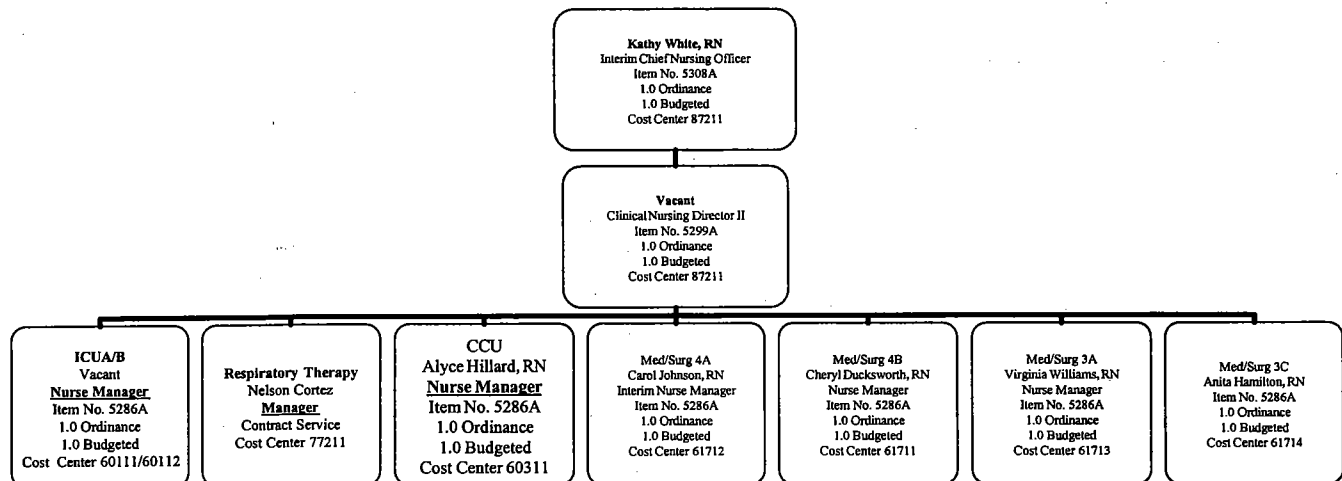 Kathy White, RN
Interim Chief Nursing Officer
Item No. 5308A
1.0 Ordinance
1.0 Budgeted
Cost Center 87211
Vacant
Clinical Nursing Director II
Item No. 5299A
1.0 Ordinance
1.0 Budgeted
Cost Center 87211
ICUA/B
Vacant
Nurse Manager
Item No. 5286A
1.0 Ordinance
1.0 Budgeted
Cost Center 60111/60112
Respiratory Therapy
Nelson Cortez
Manager
Contract Service
Cost Center 77211
CCU
Alyce Hillard, RN
Nurse Manager
Item No. 5286A
1.0 Ordinance
1.0 Budgeted
Cost Center 60311
Med/Surg 4A
Carol Johnson, RN
Interim Nurse Manager
Item No. 5286A
1.0 Ordinance
1.0 Budgeted
Cost Center 61712
Med/Surg 4B
Cheryl Ducksworth, RN
Nurse Manager
Item No. 5286A
1.0 Ordinance
1.0 Budgeted
Cost Center 61711
Med/Surg 3A
Virginia Williams, RN
Nurse Manager
Item No. 5286A
1.0 Ordinance
1.0 Budgeted
Cost Center 61713
Med/Surg 3C
Anita Hamilton, RN
Item No. 5286A
1.0 Ordinance
1.0 Budgeted
Cost Center 61714